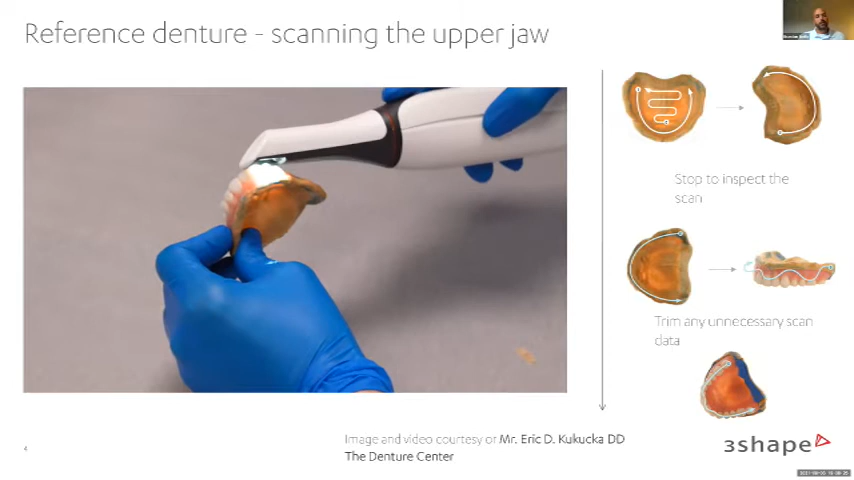 Reference denture - scanning the upper jaw
Stop to inspect the
scan
Trim any unnecessary scan
data
Image and video courtesy or Mr. Eric D. Kukucka DD
The Denture Center
3shape
4